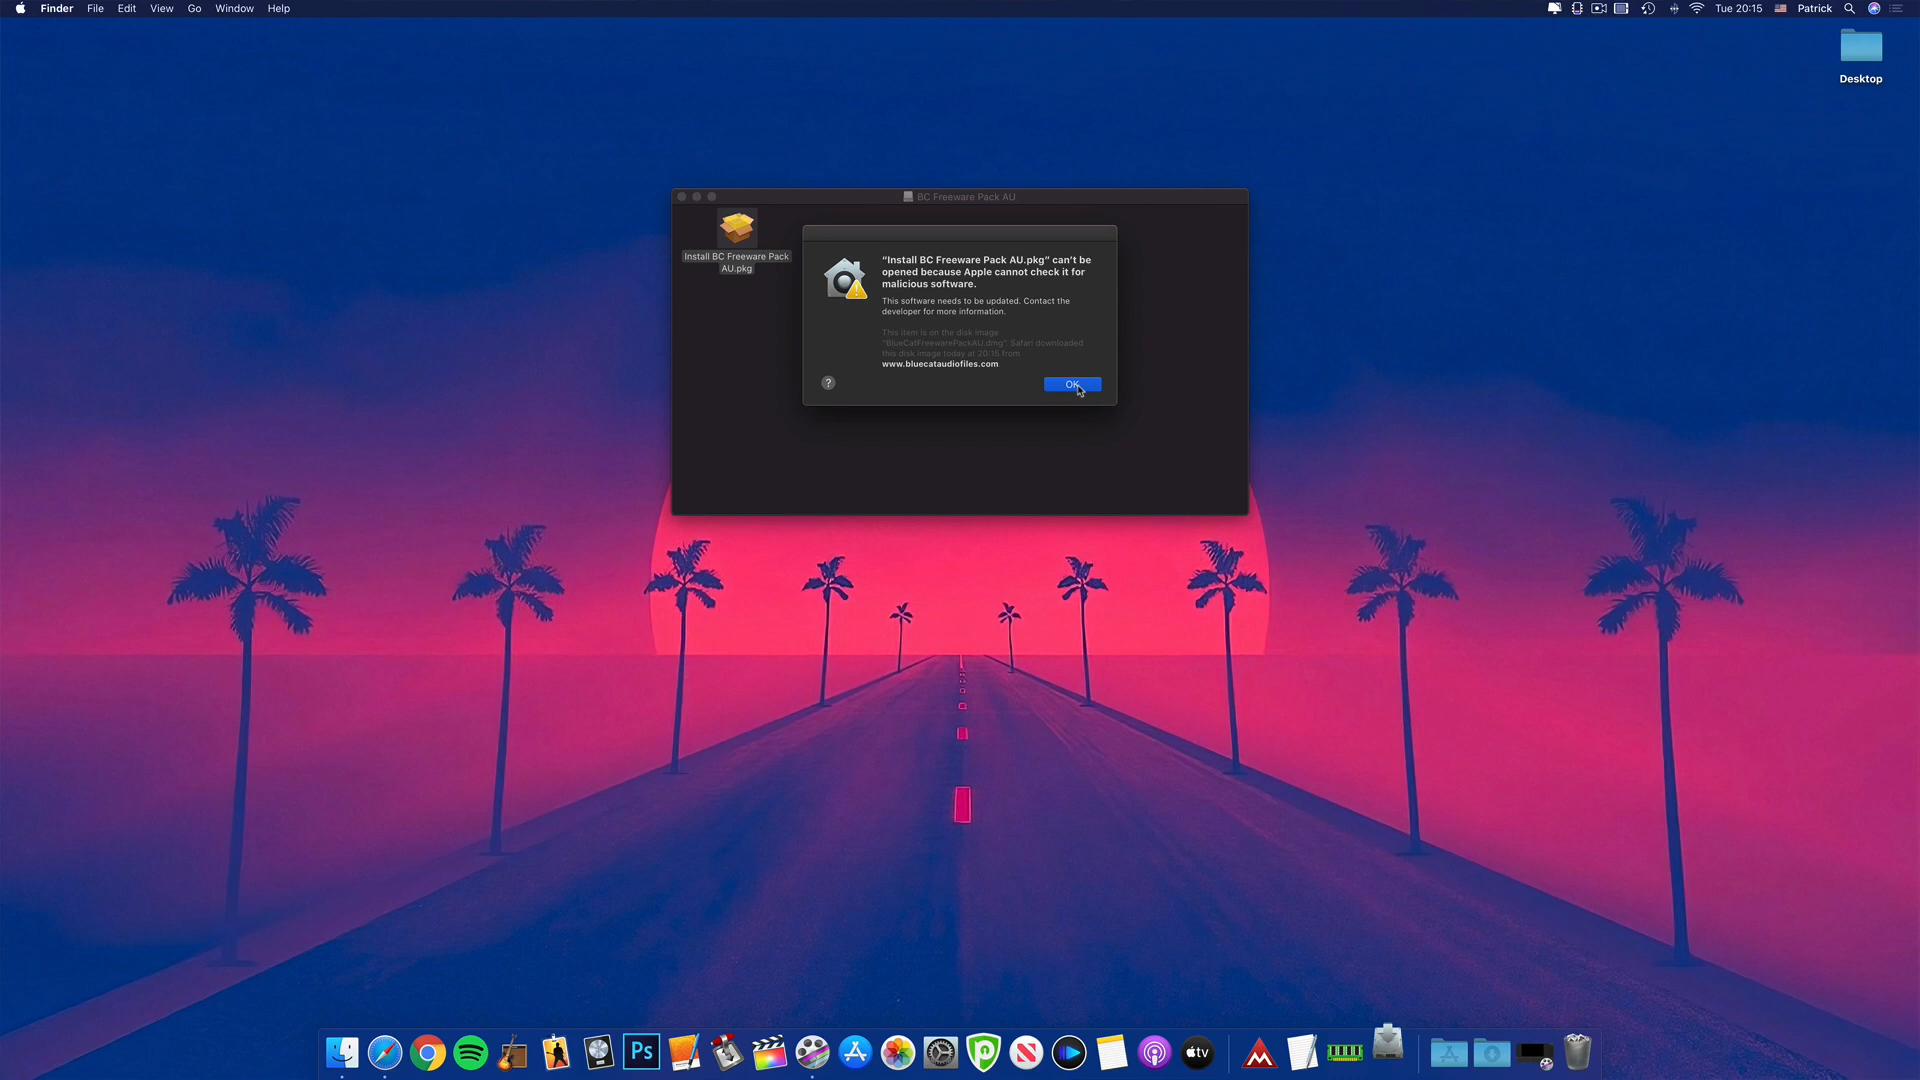 Finder File Edit View Go Window Help
Tue 20:15 Patrick
Desktop
BC Freeware Pack AU
Install BC Freeware Pack
AU.pkg
“Install BC Freeware Pack AU.pkg” can’t be
opened because Apple cannot check it for
malicious software.
This software needs to be updated. Contact the
developer for more information.
This item is on the disk image
“BlueCatFreewarePackAU.dmg”. Safari downloaded
this disk image today at 20:15 from
www.bluecataudiofiles.com
?
OK
Ps
tv